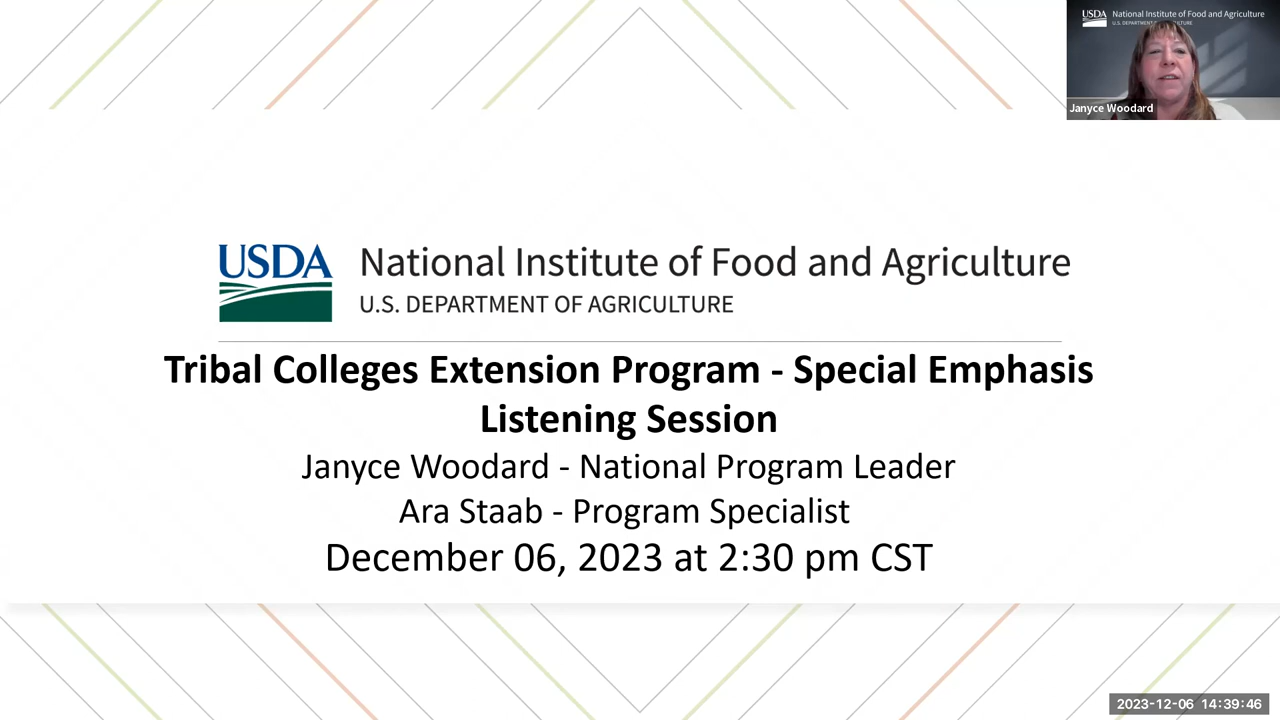 USDA National Institute of Food and Agriculture
Janyce Woodard
USDA National Institute of Food and Agriculture
U.S. DEPARTMENT OF AGRICULTURE
Tribal Colleges Extension Program - Special Emphasis
Listening Session
Janyce Woodard - National Program Leader
Ara Staab - Program Specialist
December 06, 2023 at 2:30 pm CST
2023-12-06 14:39:46